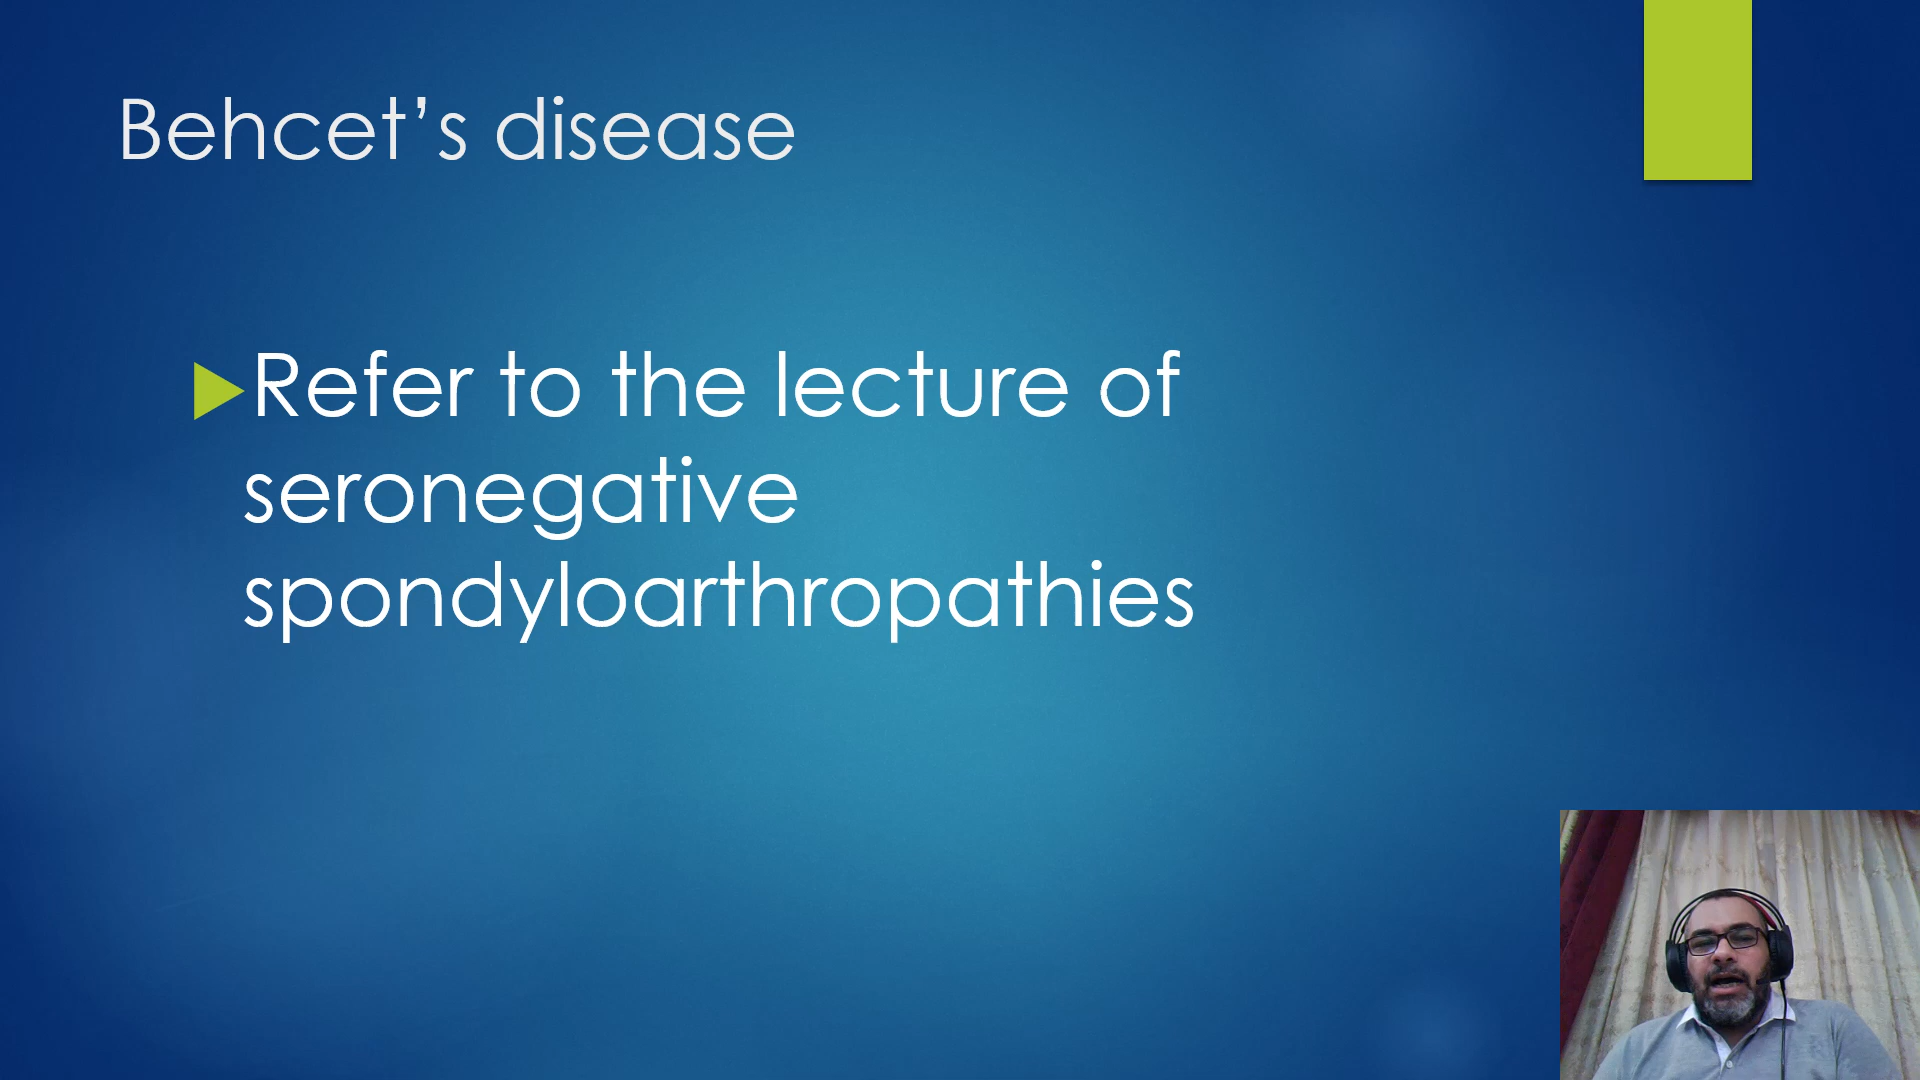 Behcet’s disease
Refer to the lecture of
seronegative
spondyloarthropathies